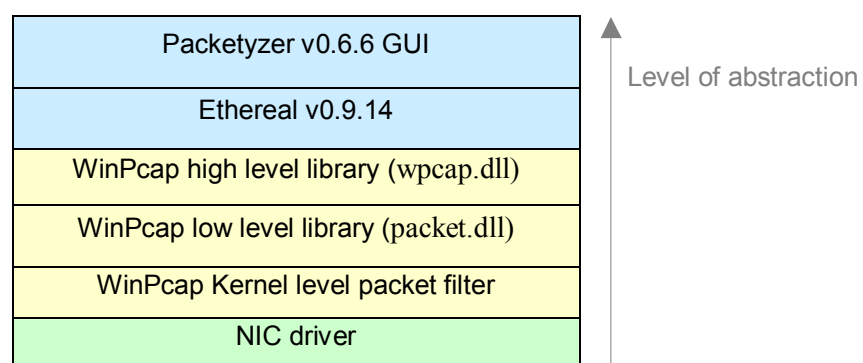 Packetyzer v0.6.6 GUI
Level of abstraction
Ethereal v0.9.14
WinPcap high level library (wpcap.dll)
WinPcap low level library (packet.dll)
WinPcap Kernel level packet filter
NIC driver